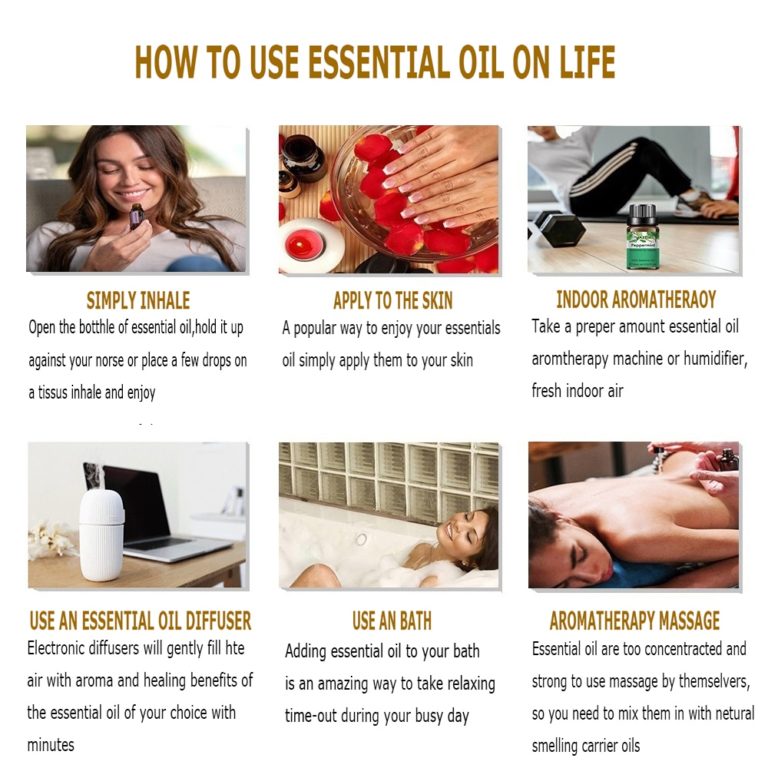 HOW TO USE ESSENTIAL OIL ON LIFE
Peppermint
SIMPLY INHALE
Open the botthle of essential oil,hold it up
against your norse or place a few drops on
a tissus inhale and enjoy
APPLY TO THE SKIN
A popular way to enjoy your essentials
oil simply apply them to your skin
INDOOR AROMATHERAOY
Take a preper amount essential oil
aromtherapy machine or humidifier,
fresh indoor air
USE AN ESSENTIAL OIL DIFFUSER
Electronic diffusers will gently fill hte
air with aroma and healing benefits of
the essential oil of your choice with
minutes
USE AN BATH
Adding essential oil to your bath
is an amazing way to take relaxing
time-out during your busy day
AROMATHERAPY MASSAGE
Essential oil are too concentracted and
strong to use massage by themselvers,
so you need to mix them in with netural
smelling carrier oils